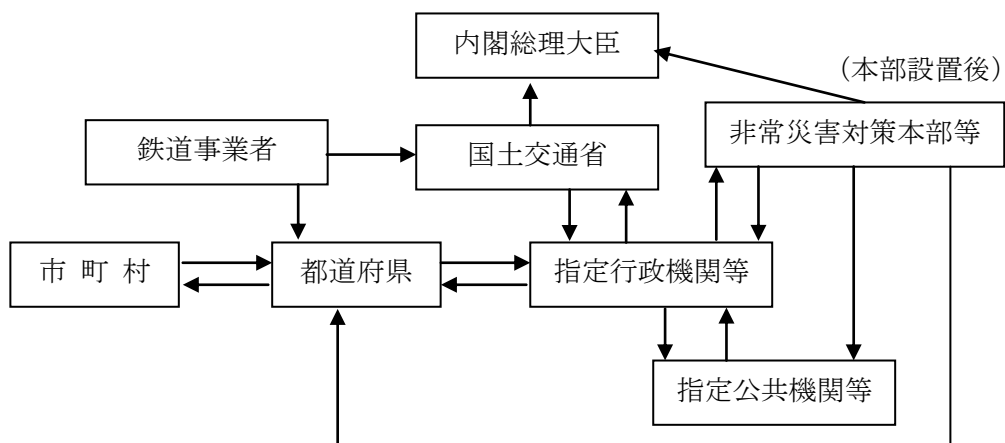 内閣総理大臣
（本部設置後）
非常災害対策本部等
鉄道事業者
国土交通省
市 町 村
都道府県
指定行政機関等
指定公共機関等